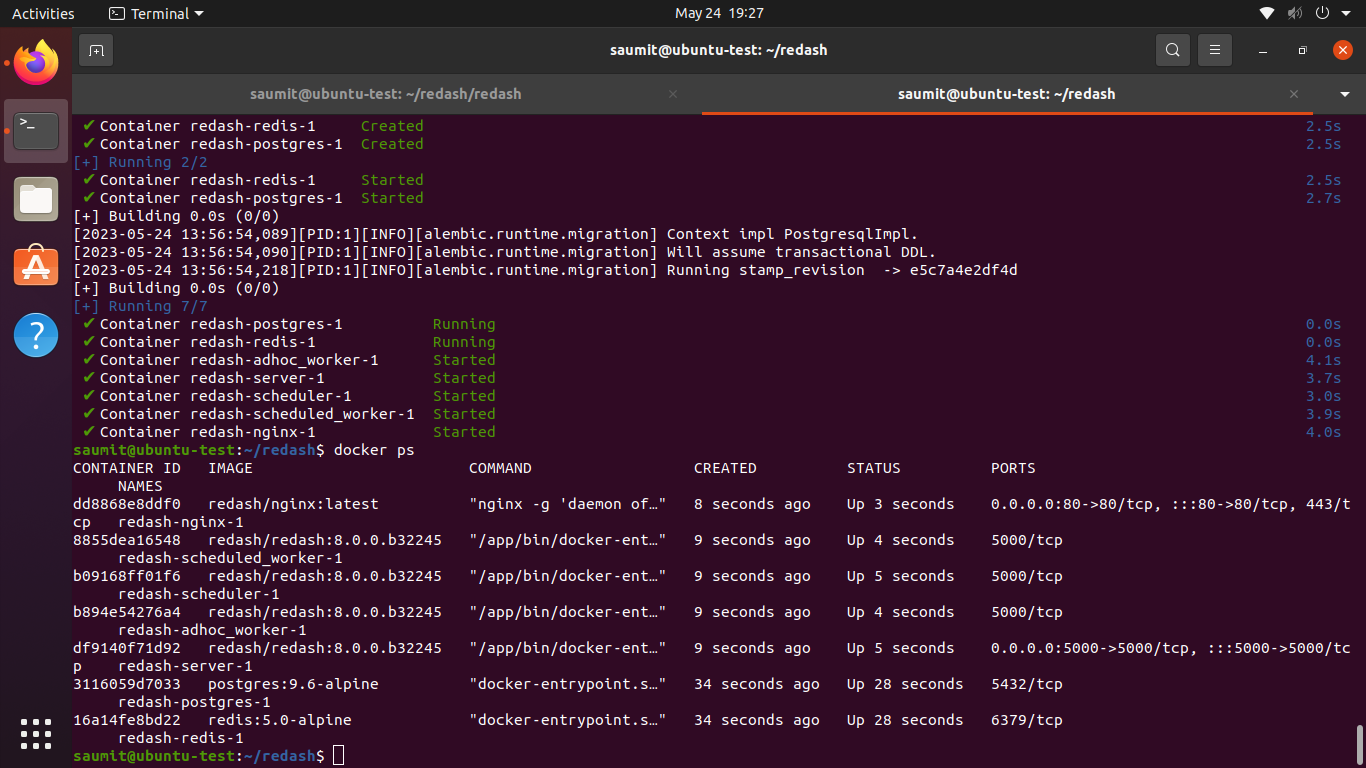 Activities Terminal May 24 19:27
saumit@ubuntu-test: ~/redash
saumit@ubuntu-test: ~/redash/redash saumit@ubuntu-test: ~/redash
✔ Container redash-redis-1 Created 2.5s
✔ Container redash-postgres-1 Created 2.5s
[+] Running 2/2
✔ Container redash-redis-1 Started 2.5s
✔ Container redash-postgres-1 Started 2.7s
[+] Building 0.0s (0/0)
[2023-05-24 13:56:54,089][PID:1][INFO][alembic.runtime.migration] Context impl PostgresqlImpl.
[2023-05-24 13:56:54,090][PID:1][INFO][alembic.runtime.migration] Will assume transactional DDL.
[2023-05-24 13:56:54,218][PID:1][INFO][alembic.runtime.migration] Running stamp_revision  -> e5c7a4e2df4d
[+] Building 0.0s (0/0)
[+] Running 7/7
✔ Container redash-postgres-1 Running 0.0s
✔ Container redash-redis-1 Running 0.0s
✔ Container redash-adhoc_worker-1 Started 4.1s
✔ Container redash-server-1 Started 3.7s
✔ Container redash-scheduler-1 Started 3.0s
✔ Container redash-scheduled_worker-1 Started 3.9s
✔ Container redash-nginx-1 Started 4.0s
saumit@ubuntu-test:~/redash$ docker ps
CONTAINER ID IMAGE COMMAND CREATED STATUS PORTS
NAMES
dd8868e8ddf0 redash/nginx:latest "nginx -g 'daemon of…" 8 seconds ago Up 3 seconds 0.0.0.0:80->80/tcp, :::80->80/tcp, 443/t
cp redash-nginx-1
8855dea16548 redash/redash:8.0.0.b32245 "/app/bin/docker-ent…" 9 seconds ago Up 4 seconds 5000/tcp
redash-scheduled_worker-1
b09168ff01f6 redash/redash:8.0.0.b32245 "/app/bin/docker-ent…" 9 seconds ago Up 5 seconds 5000/tcp
redash-scheduler-1
b894e54276a4 redash/redash:8.0.0.b32245 "/app/bin/docker-ent…" 9 seconds ago Up 4 seconds 5000/tcp
redash-adhoc_worker-1
df9140f71d92 redash/redash:8.0.0.b32245 "/app/bin/docker-ent…" 9 seconds ago Up 5 seconds 0.0.0.0:5000->5000/tcp, :::5000->5000/tc
p redash-server-1
3116059d7033 postgres:9.6-alpine "docker-entrypoint.s…" 34 seconds ago Up 28 seconds 5432/tcp
redash-postgres-1
16a14fe8bd22 redis:5.0-alpine "docker-entrypoint.s…" 34 seconds ago Up 28 seconds 6379/tcp
redash-redis-1
saumit@ubuntu-test:~/redash$